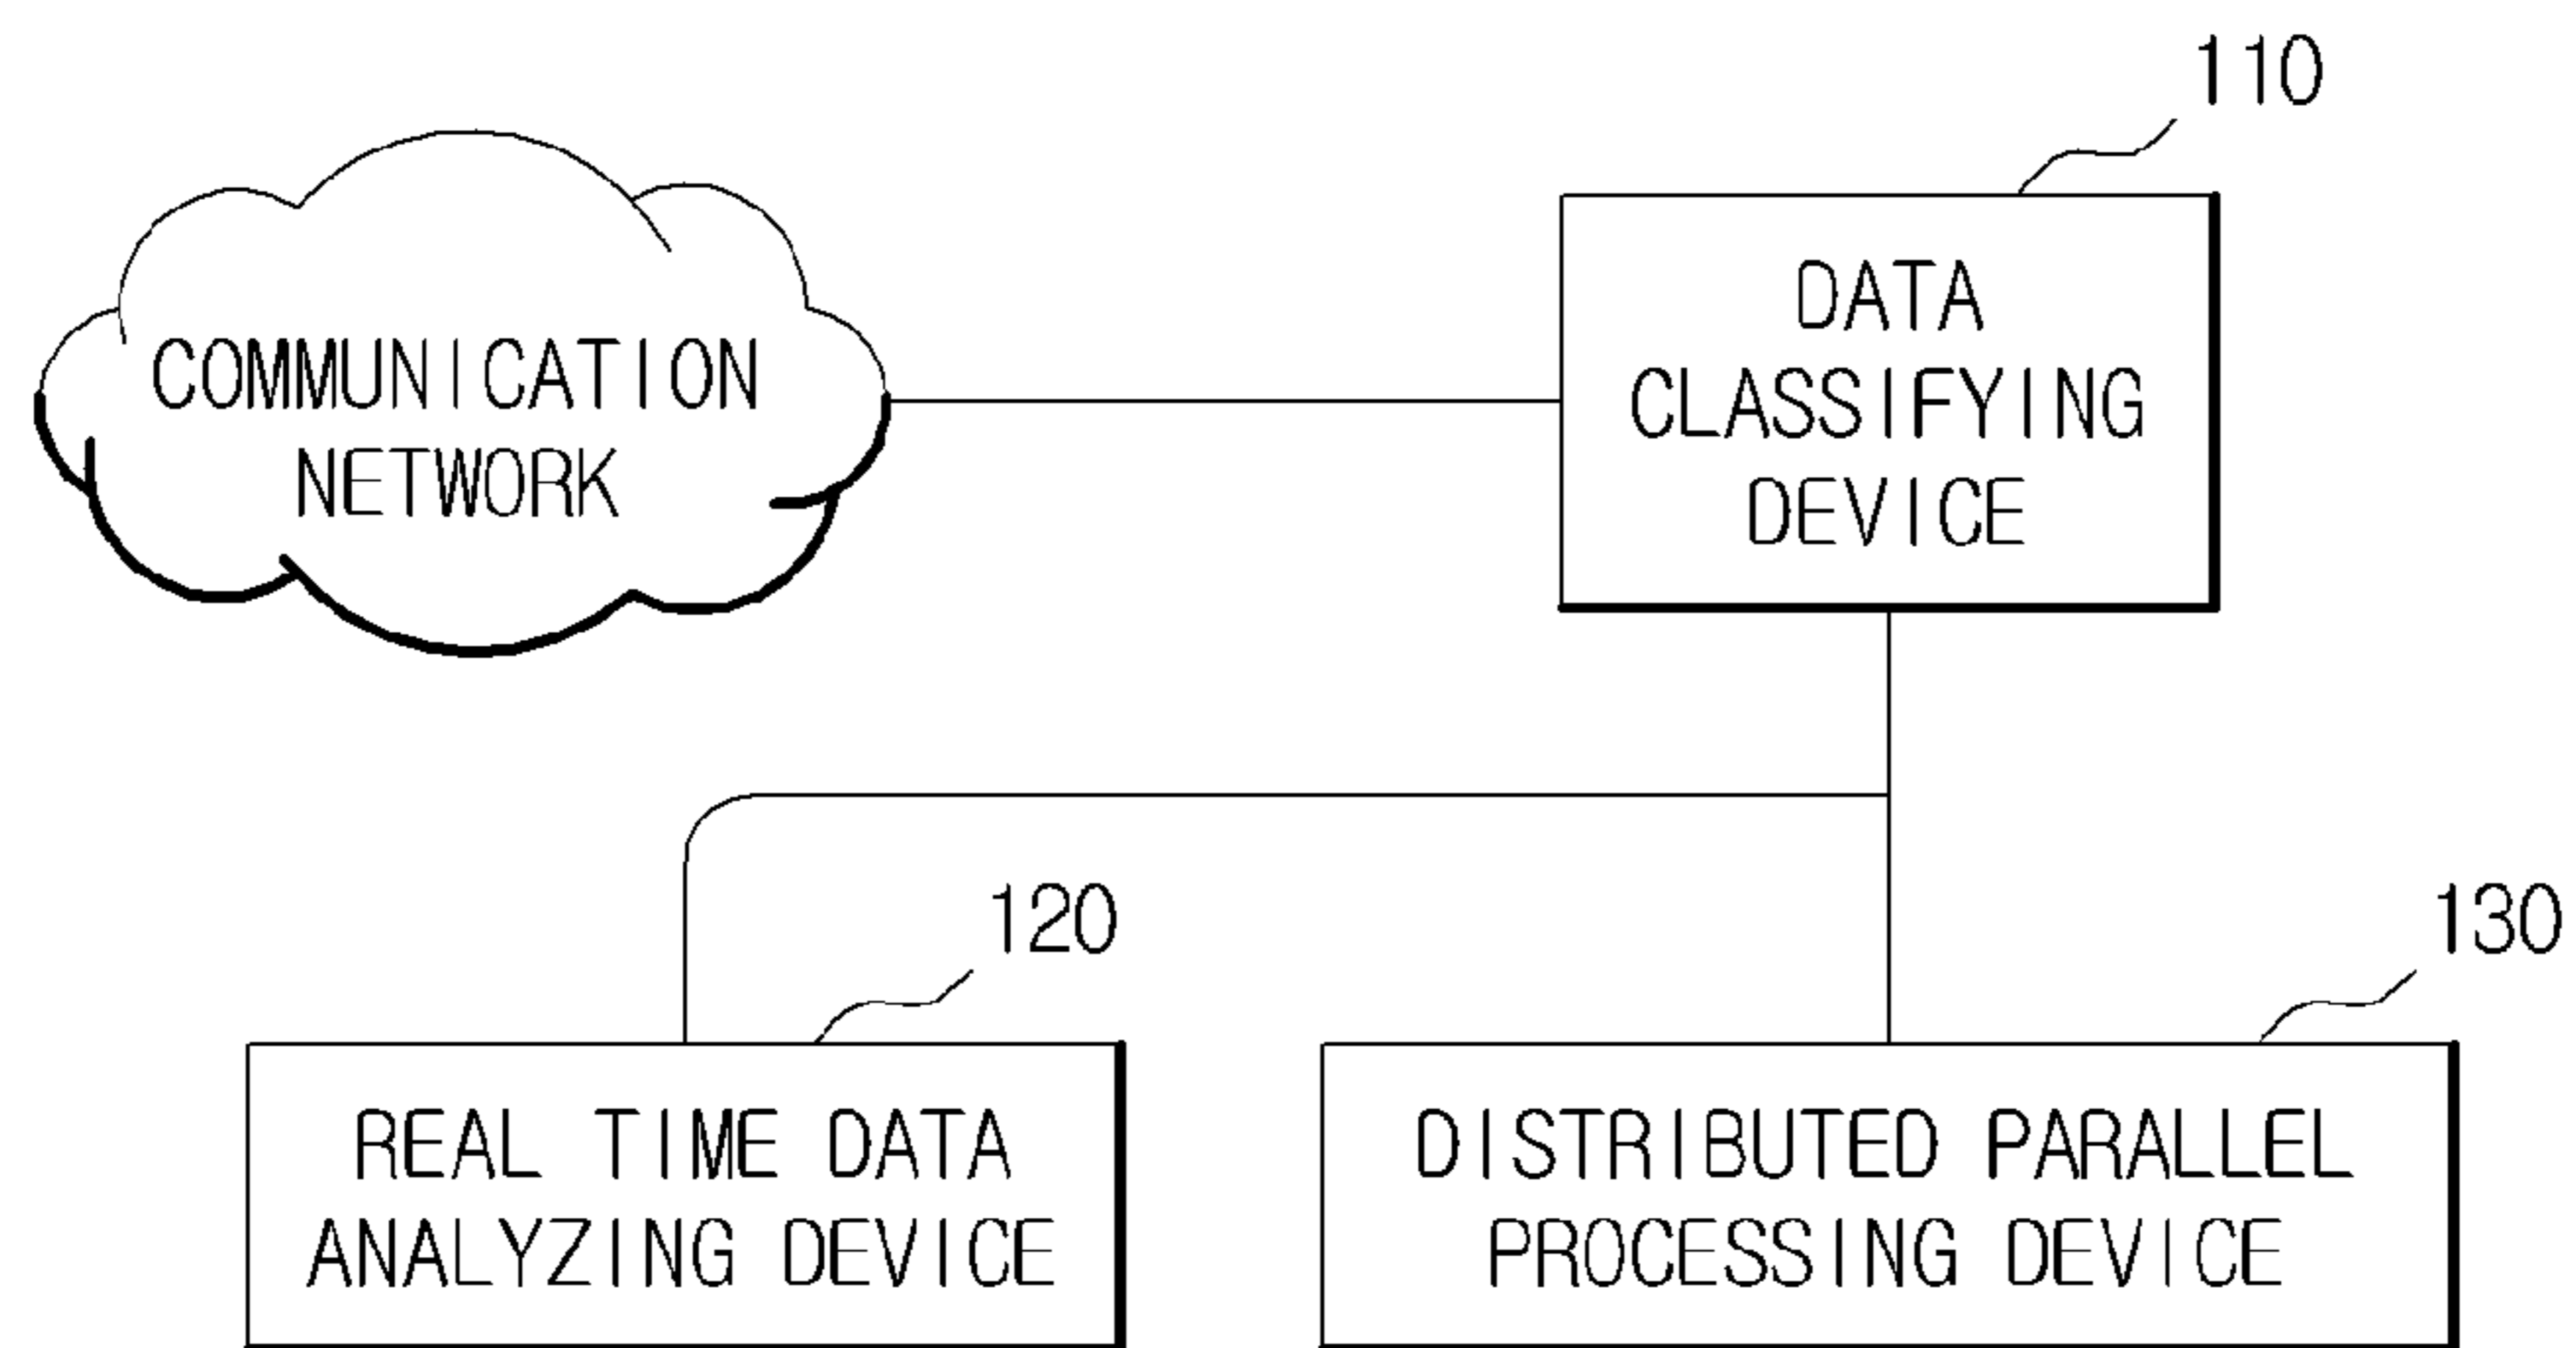 110
COMMUNICATION
NETWORK
DATA
CLASSIFYING
DEVICE
120
130
REAL TIME DATA
ANALYZING DEVICE
DISTRIBUTED PARALLEL
PROCESSING DEVICE